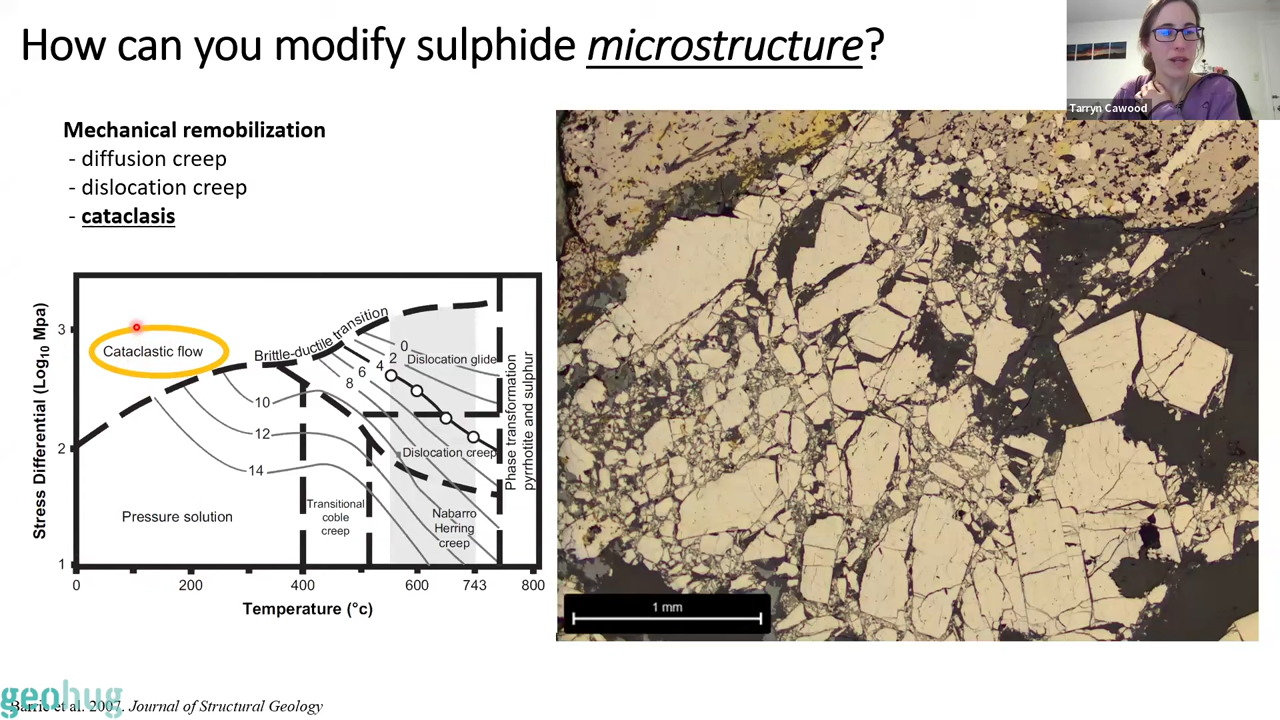 How can you modify sulphide microstructure?
Tarryn Cawood
Mechanical remobilization
- diffusion creep
- dislocation creep
- cataclasis
Stress Differential (Log10 Mpa)
3
2
1
Cataclastic flow
Brittle-ductile transition
0
2
4
6
8
10
12
14
Dislocation glide
Dislocation creep
Pressure solution
Transitional
coble
creep
Nabarro
Herring
creep
Phase transformation
pyrrhotite and sulphur
0
200
400
600
743
800
Temperature (°c)
1 mm
geohug
Barrie et al. 2007. Journal of Structural Geology